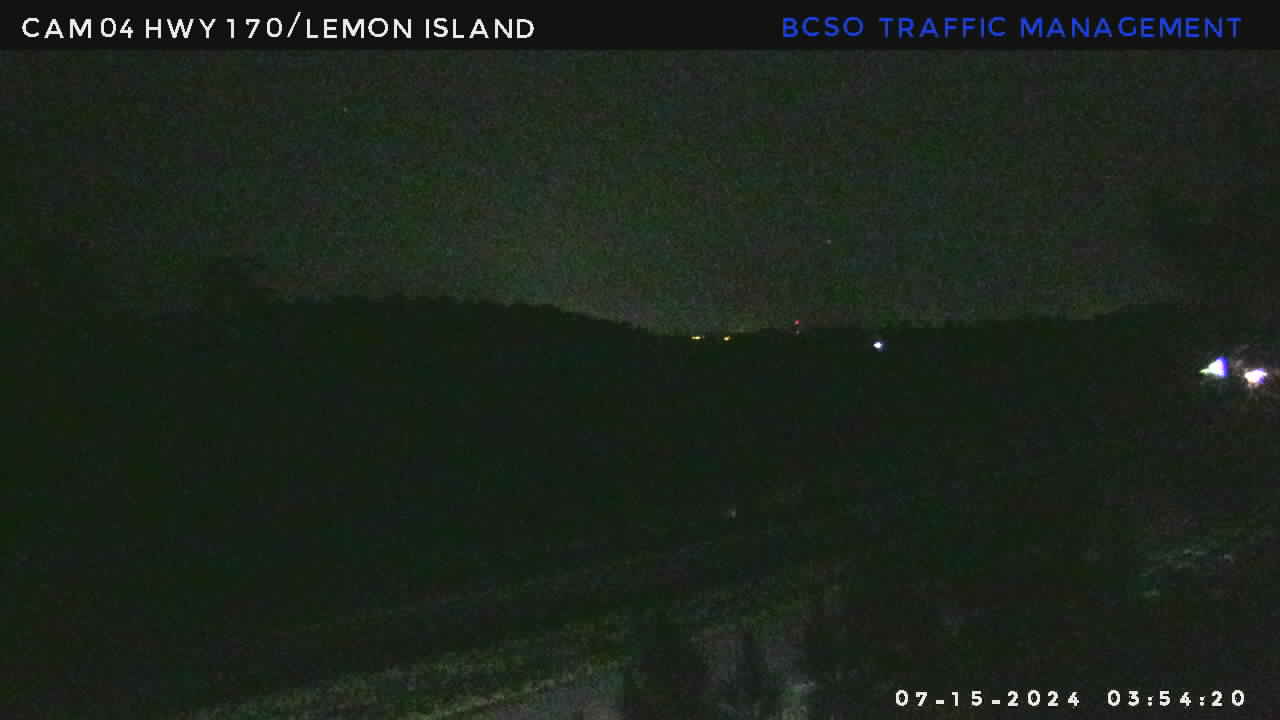 CAM04 HWY 170/LEMON ISLAND
BCSO TRAFFIC MANAGEMENT
07-15-2024 03:54:20